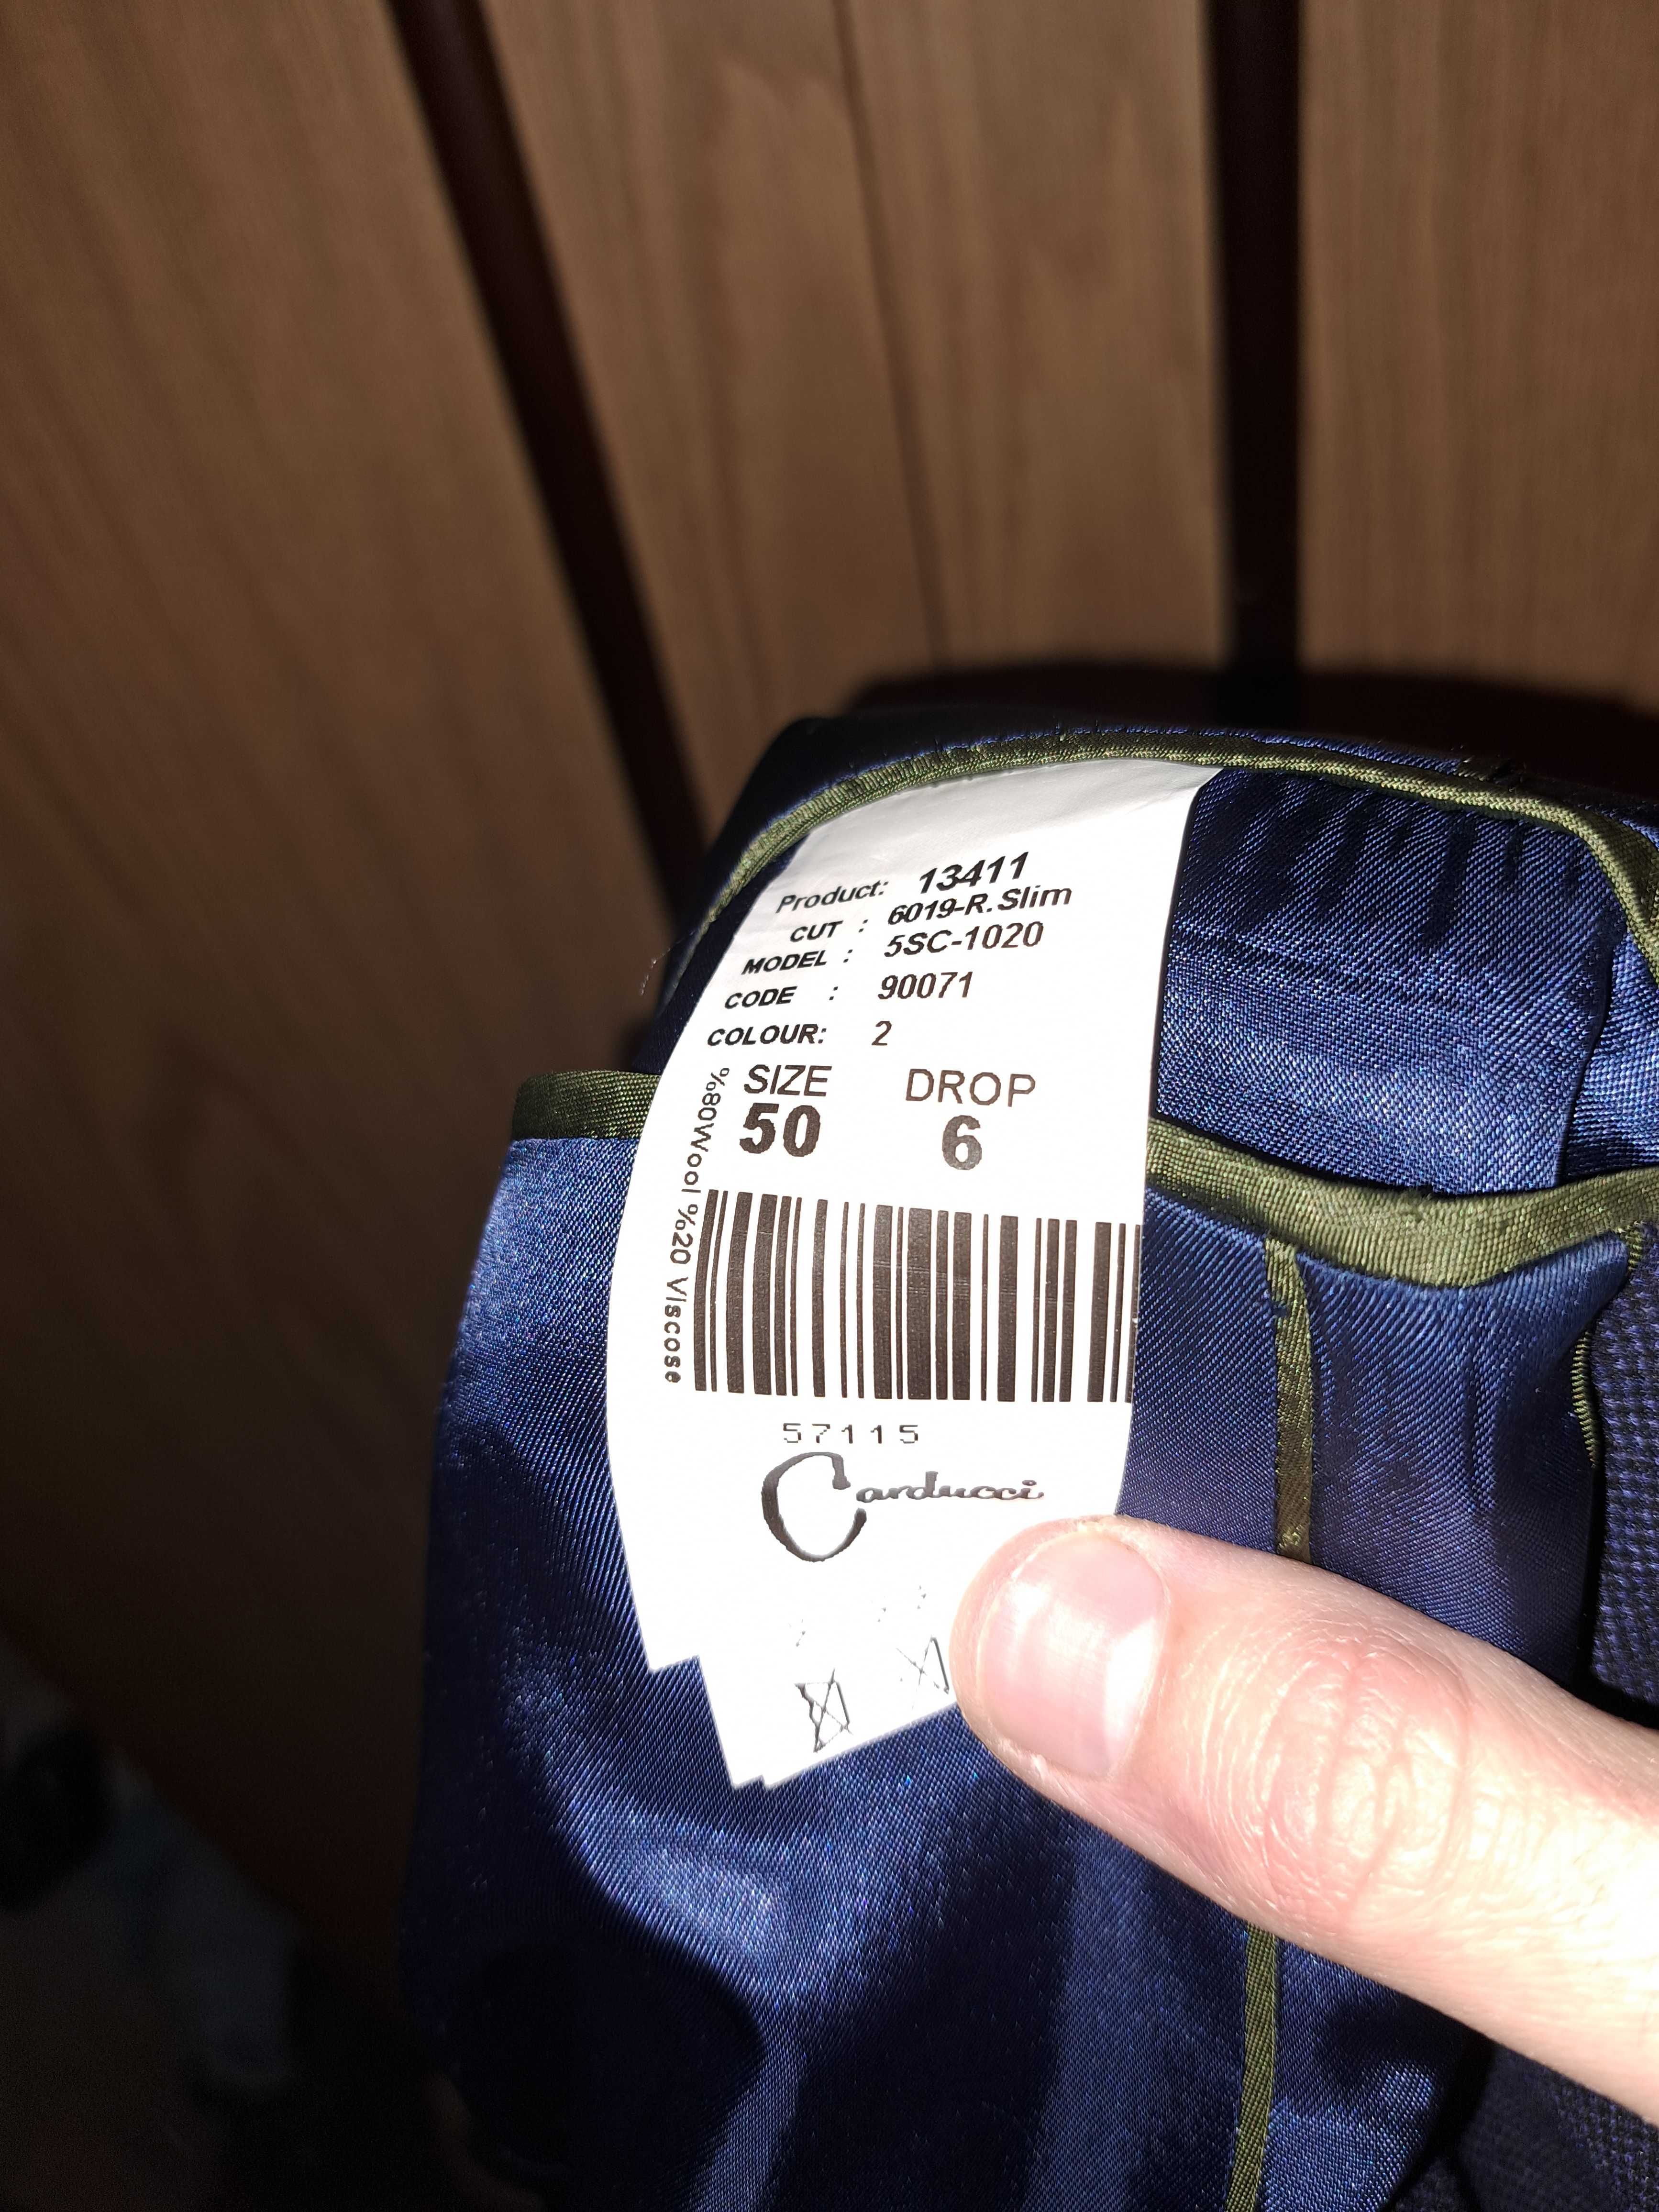 Product: 13411
CUT : 6019-R.Slim
MODEL : 5SC-1020
CODE : 90071
COLOUR: 2
SIZE DROP
50 6
%80Wool %20 Viscose
57115
Carducci